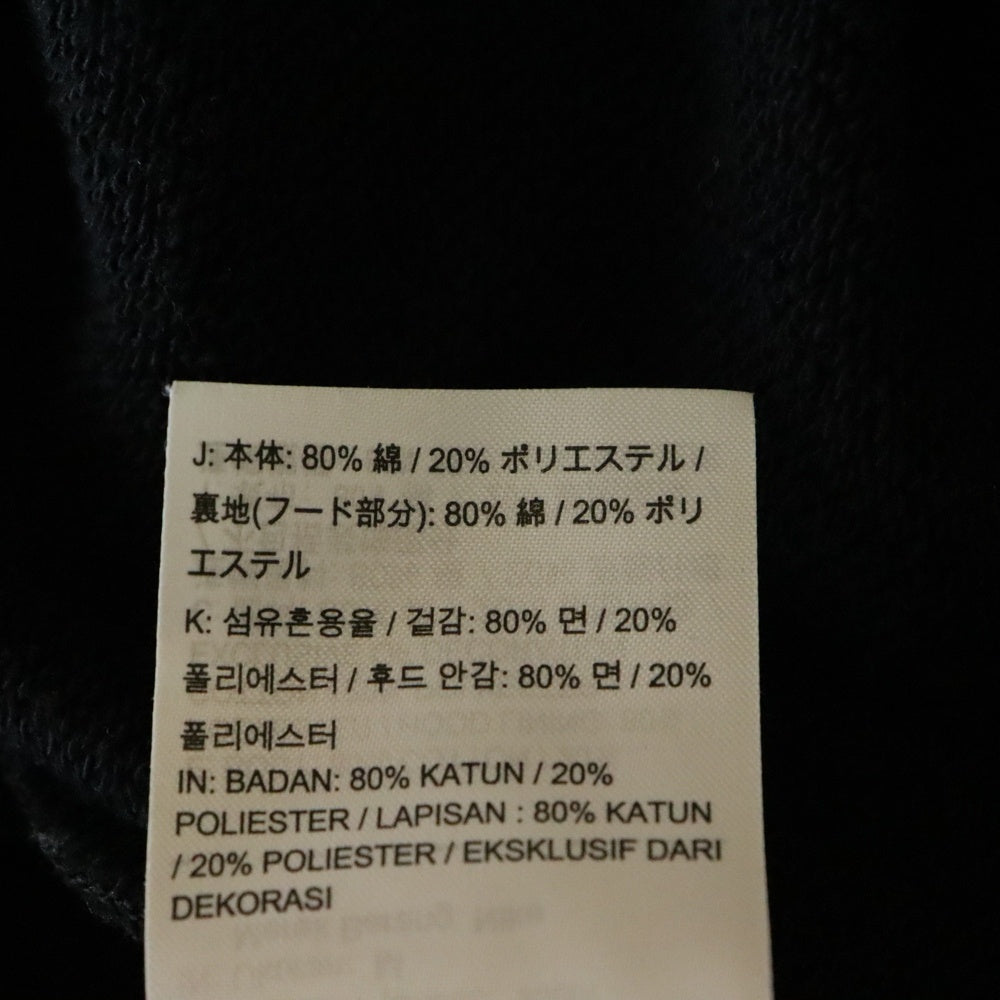 J: 本体: 80% 綿 / 20% ポリエステル /
裏地(フード部分): 80% 綿 / 20% ポリ
エステル
K: 섬유혼용율 / 겉감: 80% 면 / 20%
폴리에스터 / 후드 안감: 80% 면 / 20%
폴리에스터
IN: BADAN: 80% KATUN / 20%
POLIESTER / LAPISAN : 80% KATUN
/ 20% POLIESTER / EKSKLUSIF DARI
DEKORASI